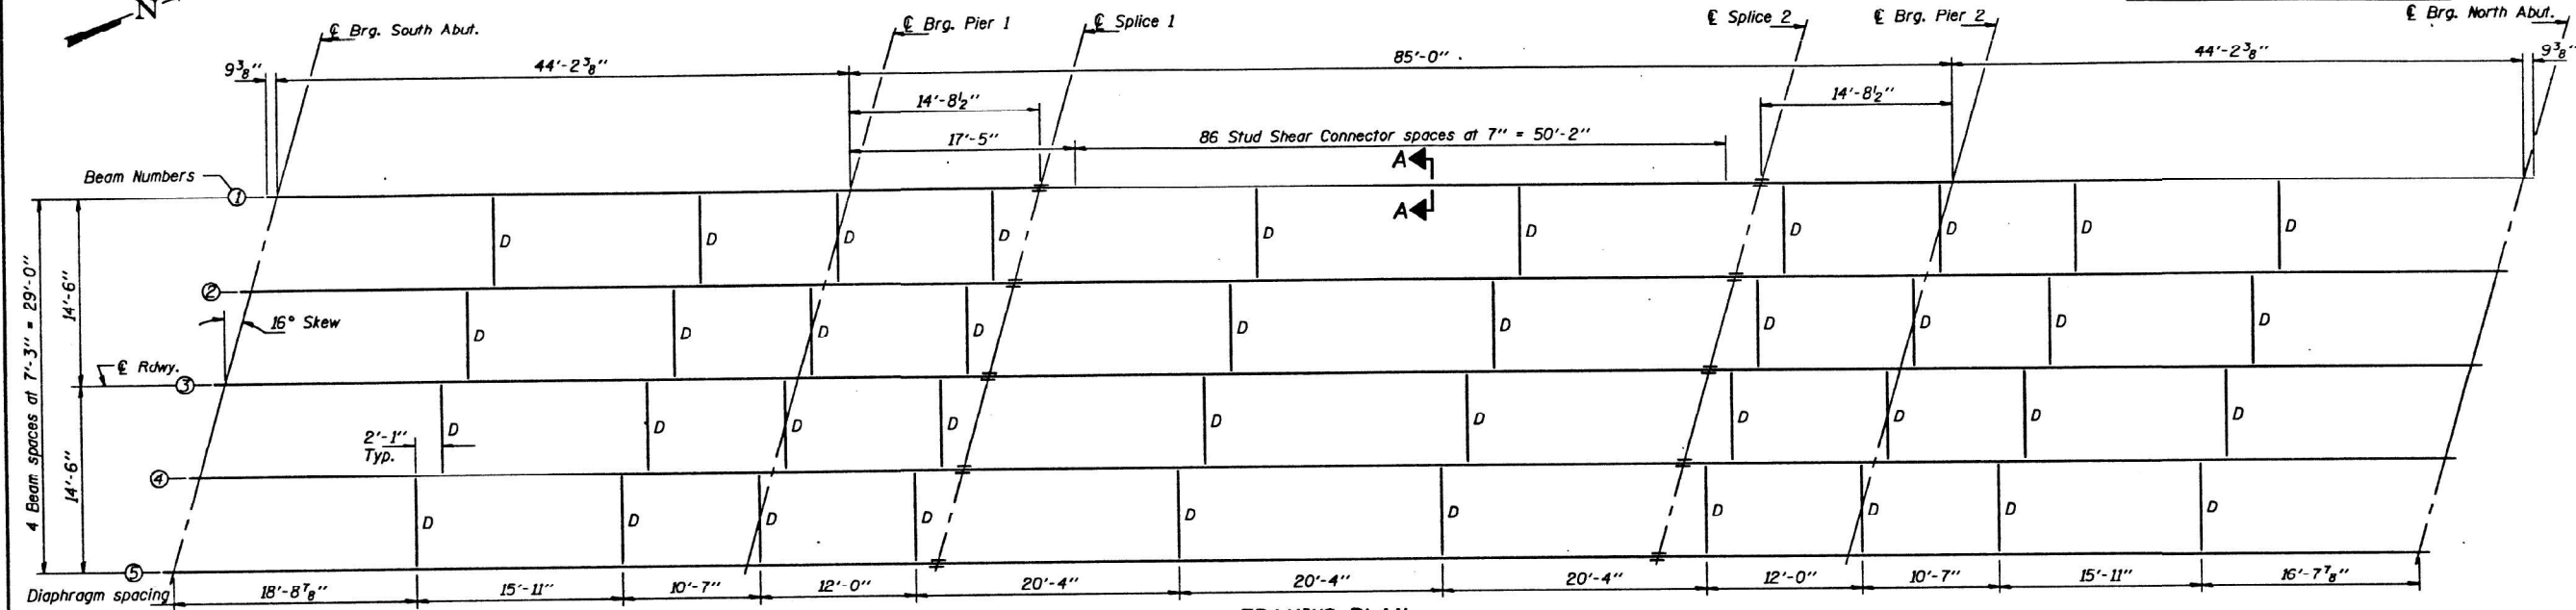 N
℄ Brg. South Abut.
℄ Brg. Pier 1
℄ Splice 1
℄ Splice 2
℄ Brg. Pier 2
℄ Brg. North Abut.
9⅜"
44'-2⅜"
85'-0"
44'-2⅜"
9⅜"
14'-8½"
14'-8½"
17'-5"
86 Stud Shear Connector spaces at 7" = 50'-2"
A
A
Beam Numbers
1
D D D D D D D D D D
2
16° Skew
D D D D D D D D D D
℄ Rdwy.
3
2'-1"
Typ.
D D D D D D D D D D
4
D D D D D D D D D D
5
4 Beam spaces at 7'-3" = 29'-0"
14'-6"
14'-6"
Diaphragm spacing
18'-8⅞"
15'-11"
10'-7"
12'-0"
20'-4"
20'-4"
20'-4"
12'-0"
10'-7"
15'-11"
16'-7⅞"